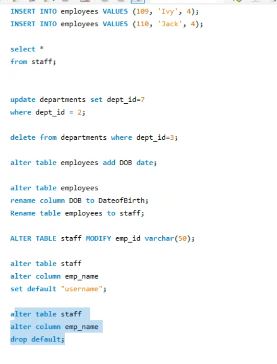 INSERT INTO employees VALUES (109, 'Ivy', 4);
INSERT INTO employees VALUES (110, 'Jack', 4);
select *
from staff;
update departments set dept_id=7
where dept_id = 2;
delete from departments where dept_id=3;
alter table employees add DOB date;
alter table employees
rename column DOB to DateofBirth;
Rename table employees to staff;
ALTER TABLE staff MODIFY emp_id varchar(50);
alter table staff
alter column emp_name
set default "username";
alter table staff
alter column emp_name
drop default;